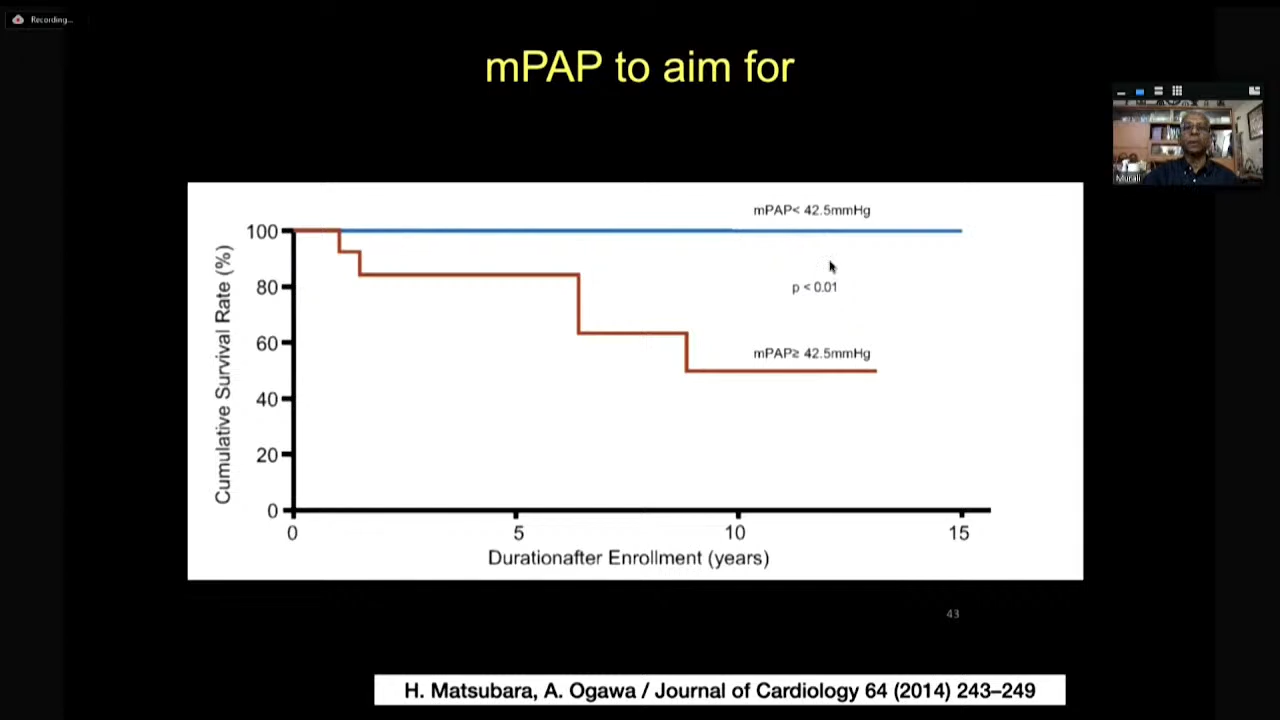 Recording...
mPAP to aim for
Murali
mPAP< 42.5mmHg
p < 0.01
mPAP≥ 42.5mmHg
Cumulative Survival Rate (%)
100
80
60
40
20
0
0 5 10 15
Durationafter Enrollment (years)
43
H. Matsubara, A. Ogawa / Journal of Cardiology 64 (2014) 243–249